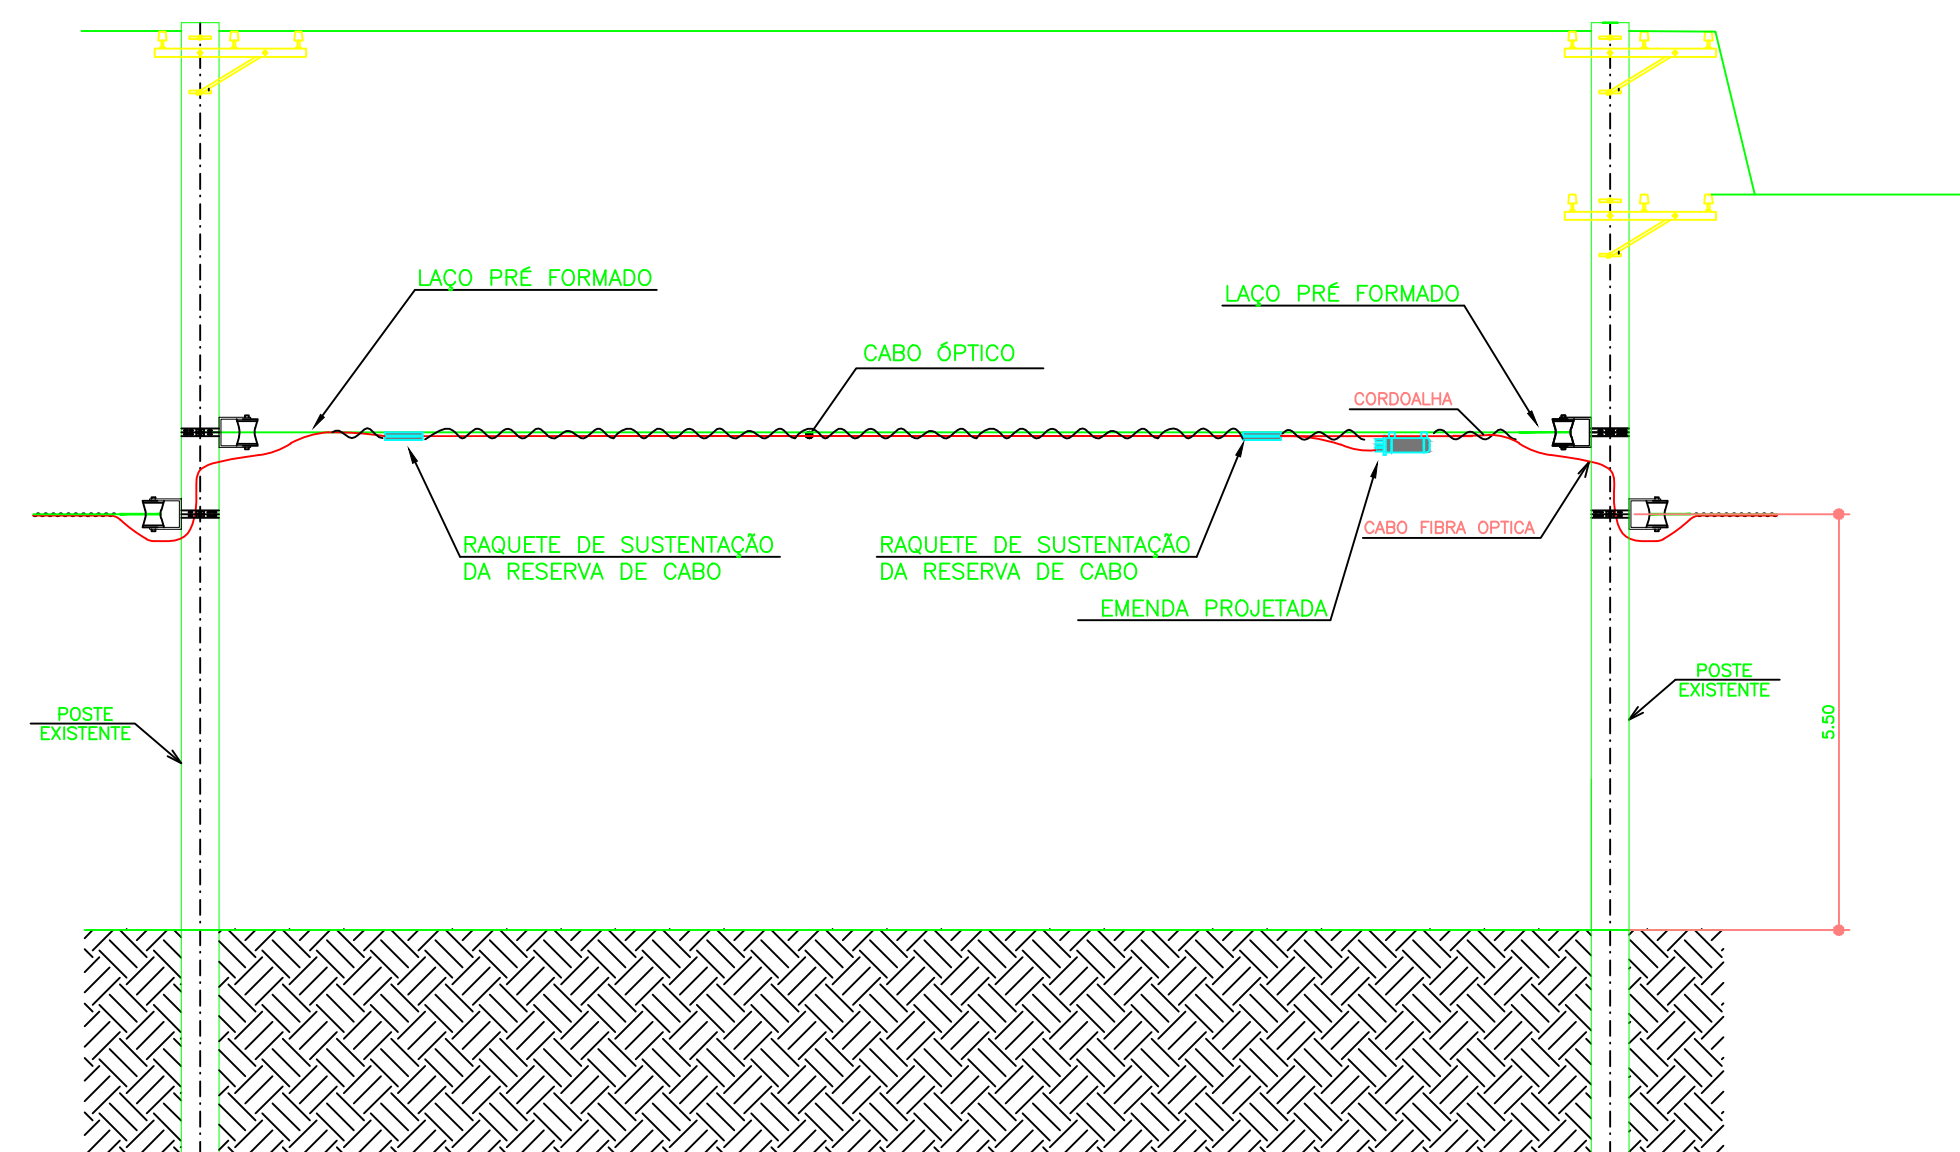 LAÇO PRÉ FORMADO
LAÇO PRÉ FORMADO
CABO ÓPTICO
CORDOALHA
CABO FIBRA OPTICA
RAQUETE DE SUSTENTAÇÃO
DA RESERVA DE CABO
RAQUETE DE SUSTENTAÇÃO
DA RESERVA DE CABO
EMENDA PROJETADA
POSTE
EXISTENTE
POSTE
EXISTENTE
5.50